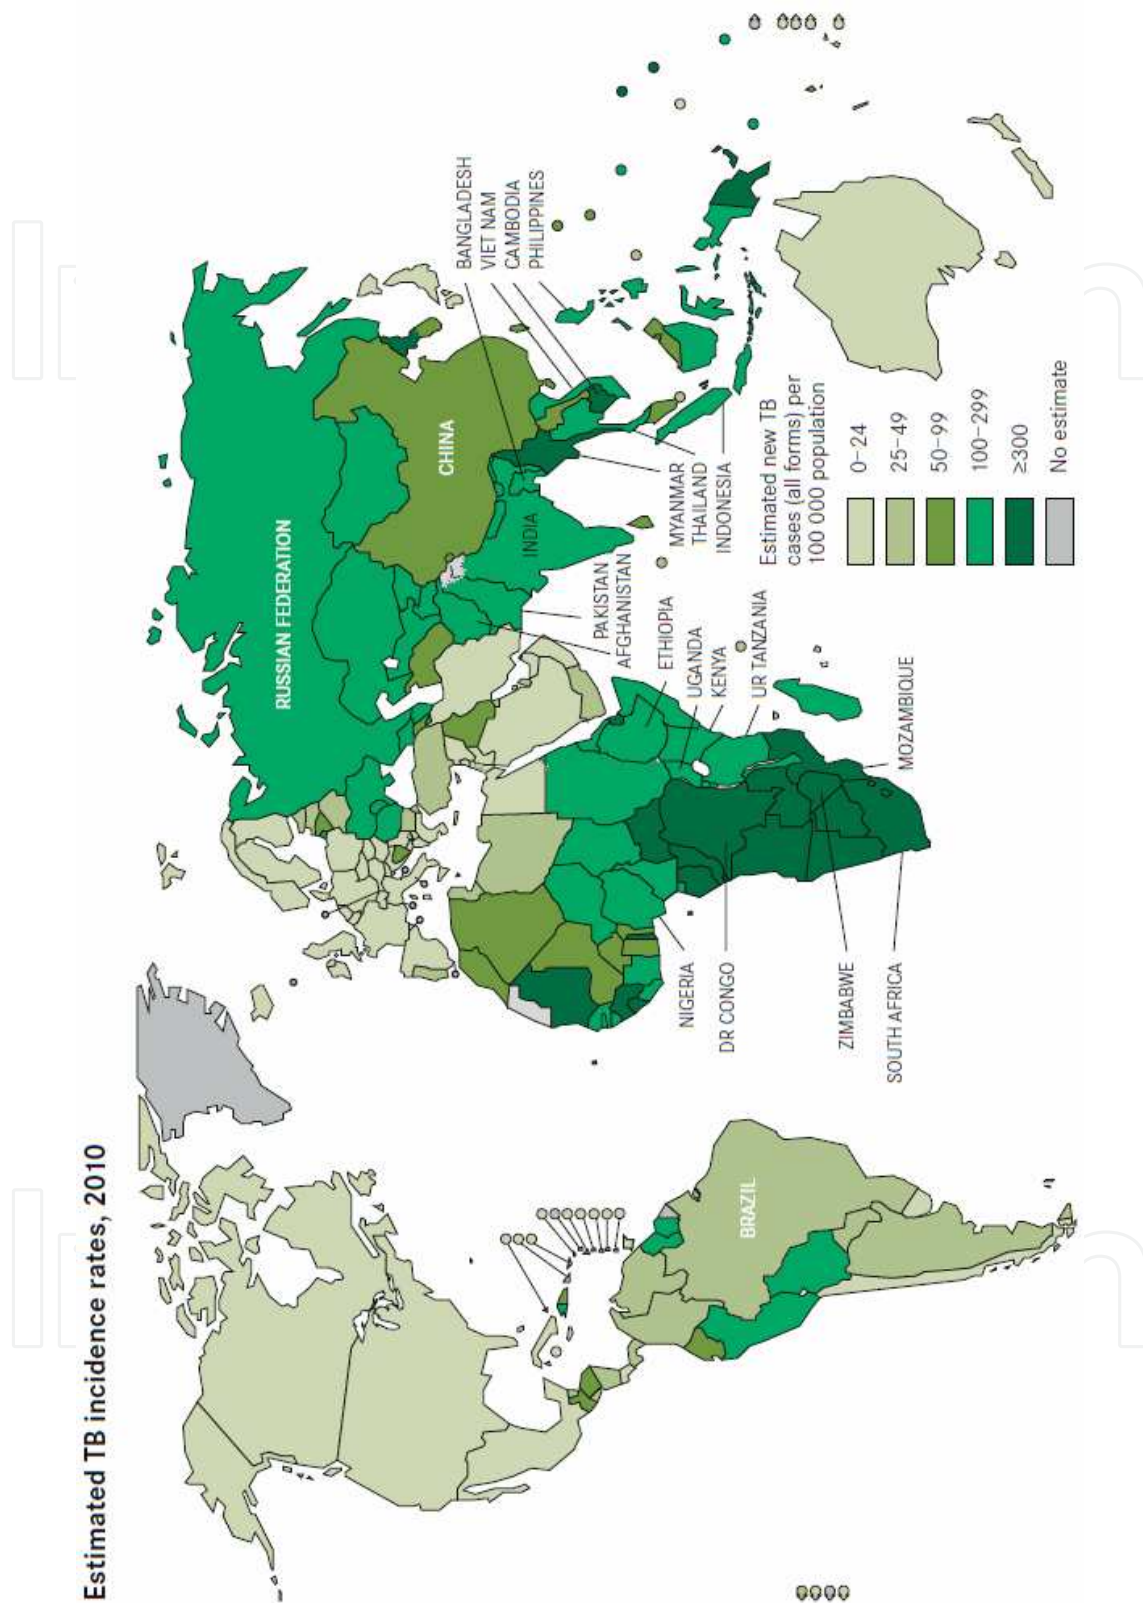 Estimated TB incidence rates, 2010
RUSSIAN FEDERATION
CHINA
INDIA
BRAZIL
BANGLADESH
VIET NAM
CAMBODIA
PHILIPPINES
PAKISTAN
AFGHANISTAN
MYANMAR
THAILAND
INDONESIA
ETHIOPIA
UGANDA
KENYA
UR TANZANIA
MOZAMBIQUE
NIGERIA
DR CONGO
ZIMBABWE
SOUTH AFRICA
Estimated new TB
cases (all forms) per
100 000 population
0–24
25–49
50–99
100–299
≥300
No estimate